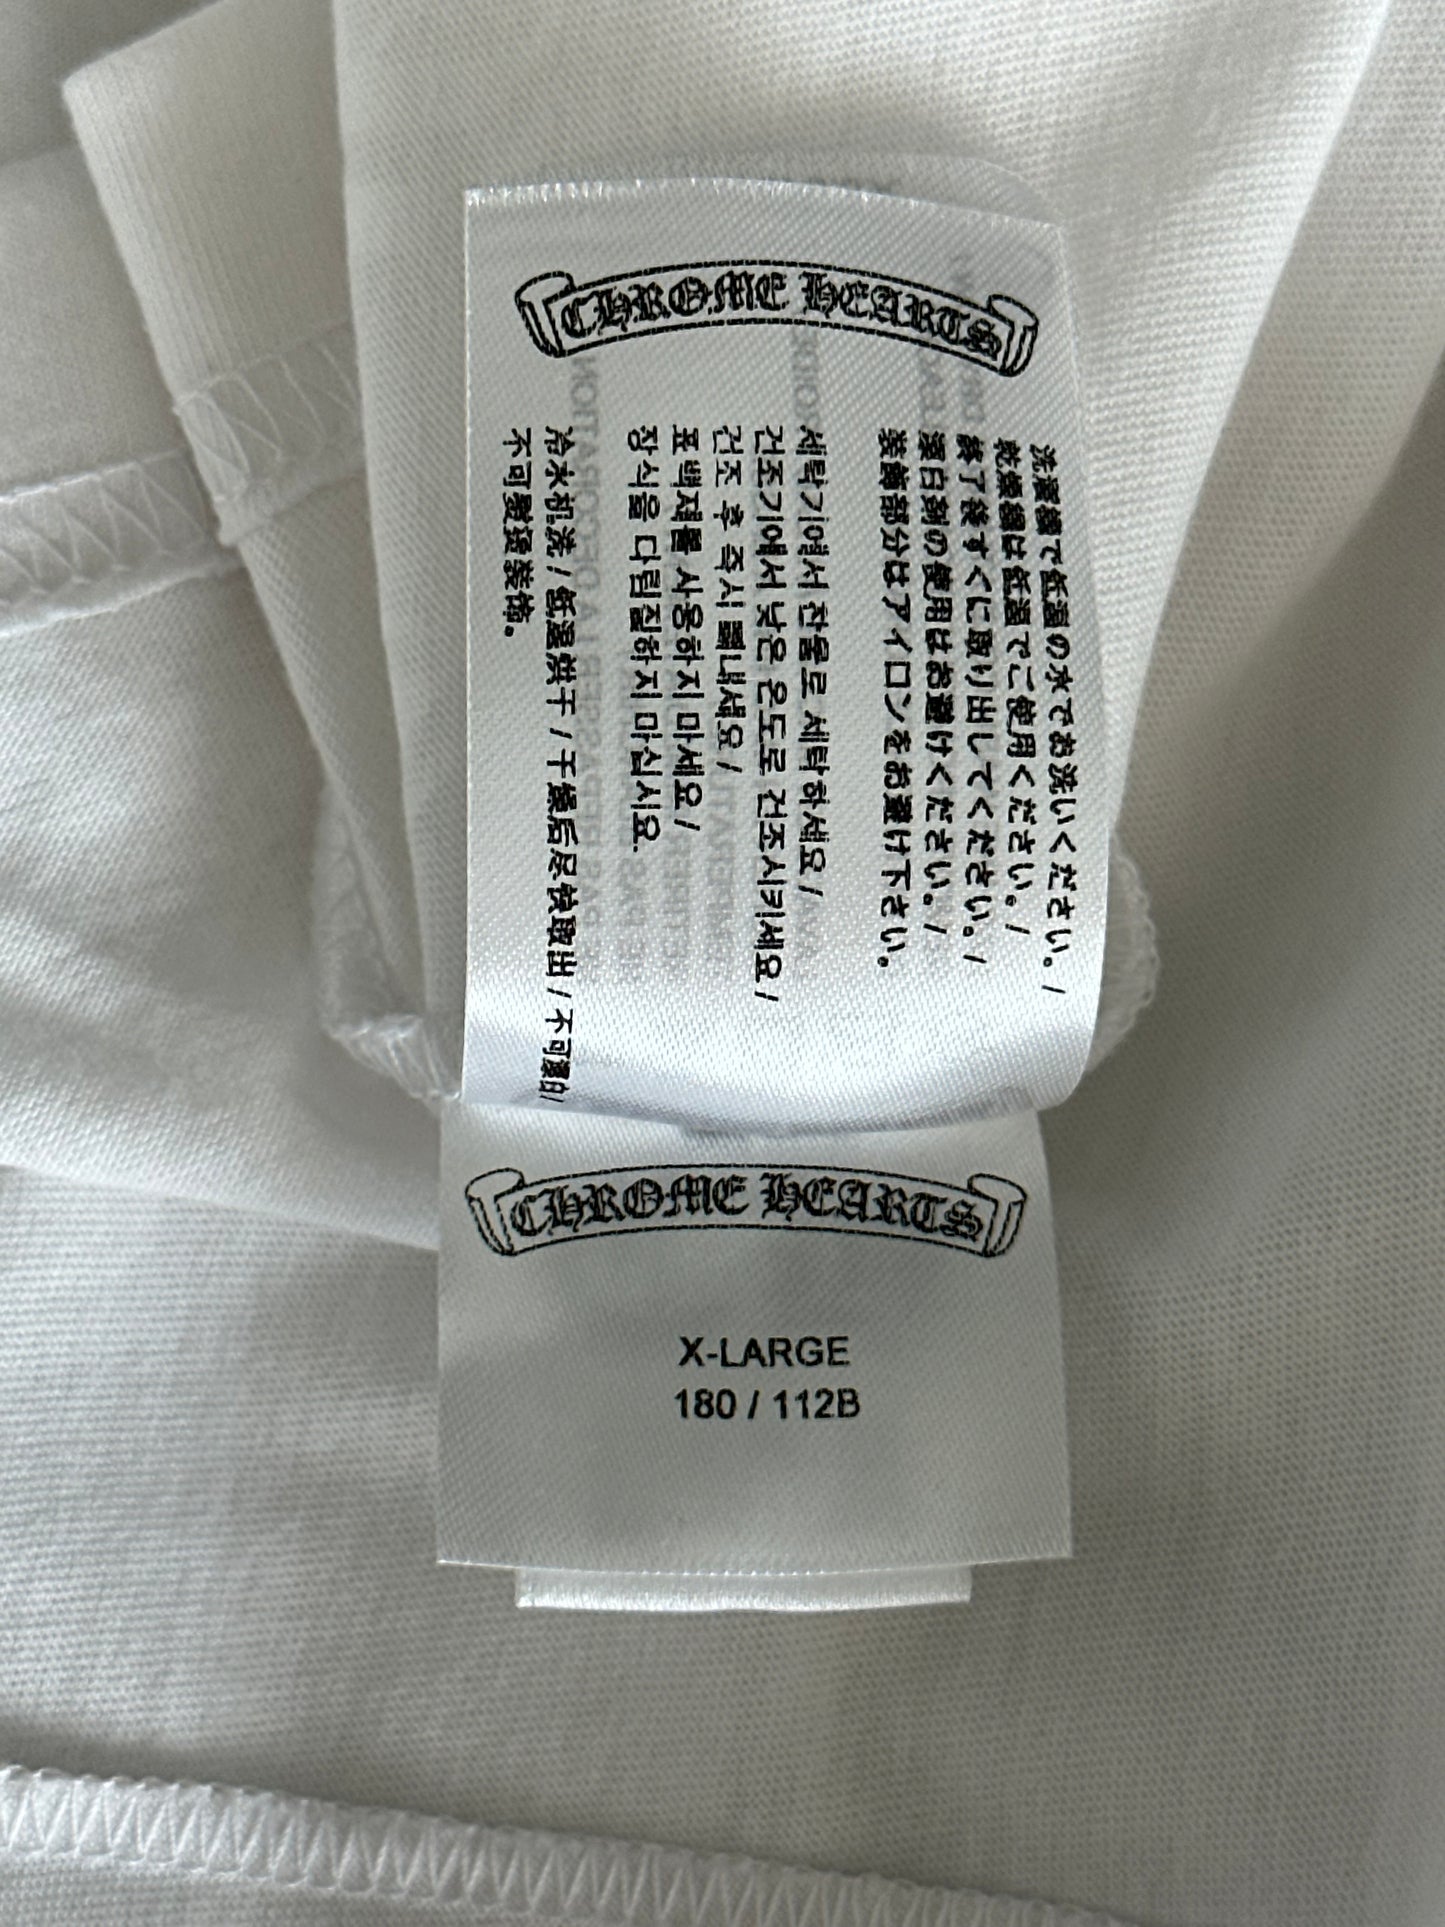 CHROME HEARTS
洗濯機で低温の水でお洗いください。/
乾燥機は低温でご使用ください。/
終了後すぐに取り出してください。/
漂白剤の使用はお避けください。/
装飾部分はアイロンをお避け下さい。
세탁기에서 찬물로 세탁하세요 /
건조기에서 낮은 온도로 건조시키세요 /
건조 후 즉시 꺼내세요 /
표백제를 사용하지 마세요 /
장식을 다림질하지 마십시요.
冷水机洗 / 低温烘干 / 干燥后尽快取出 / 不可漂白/
不可熨烫装饰。
CHROME HEARTS
X-LARGE
180 / 112B